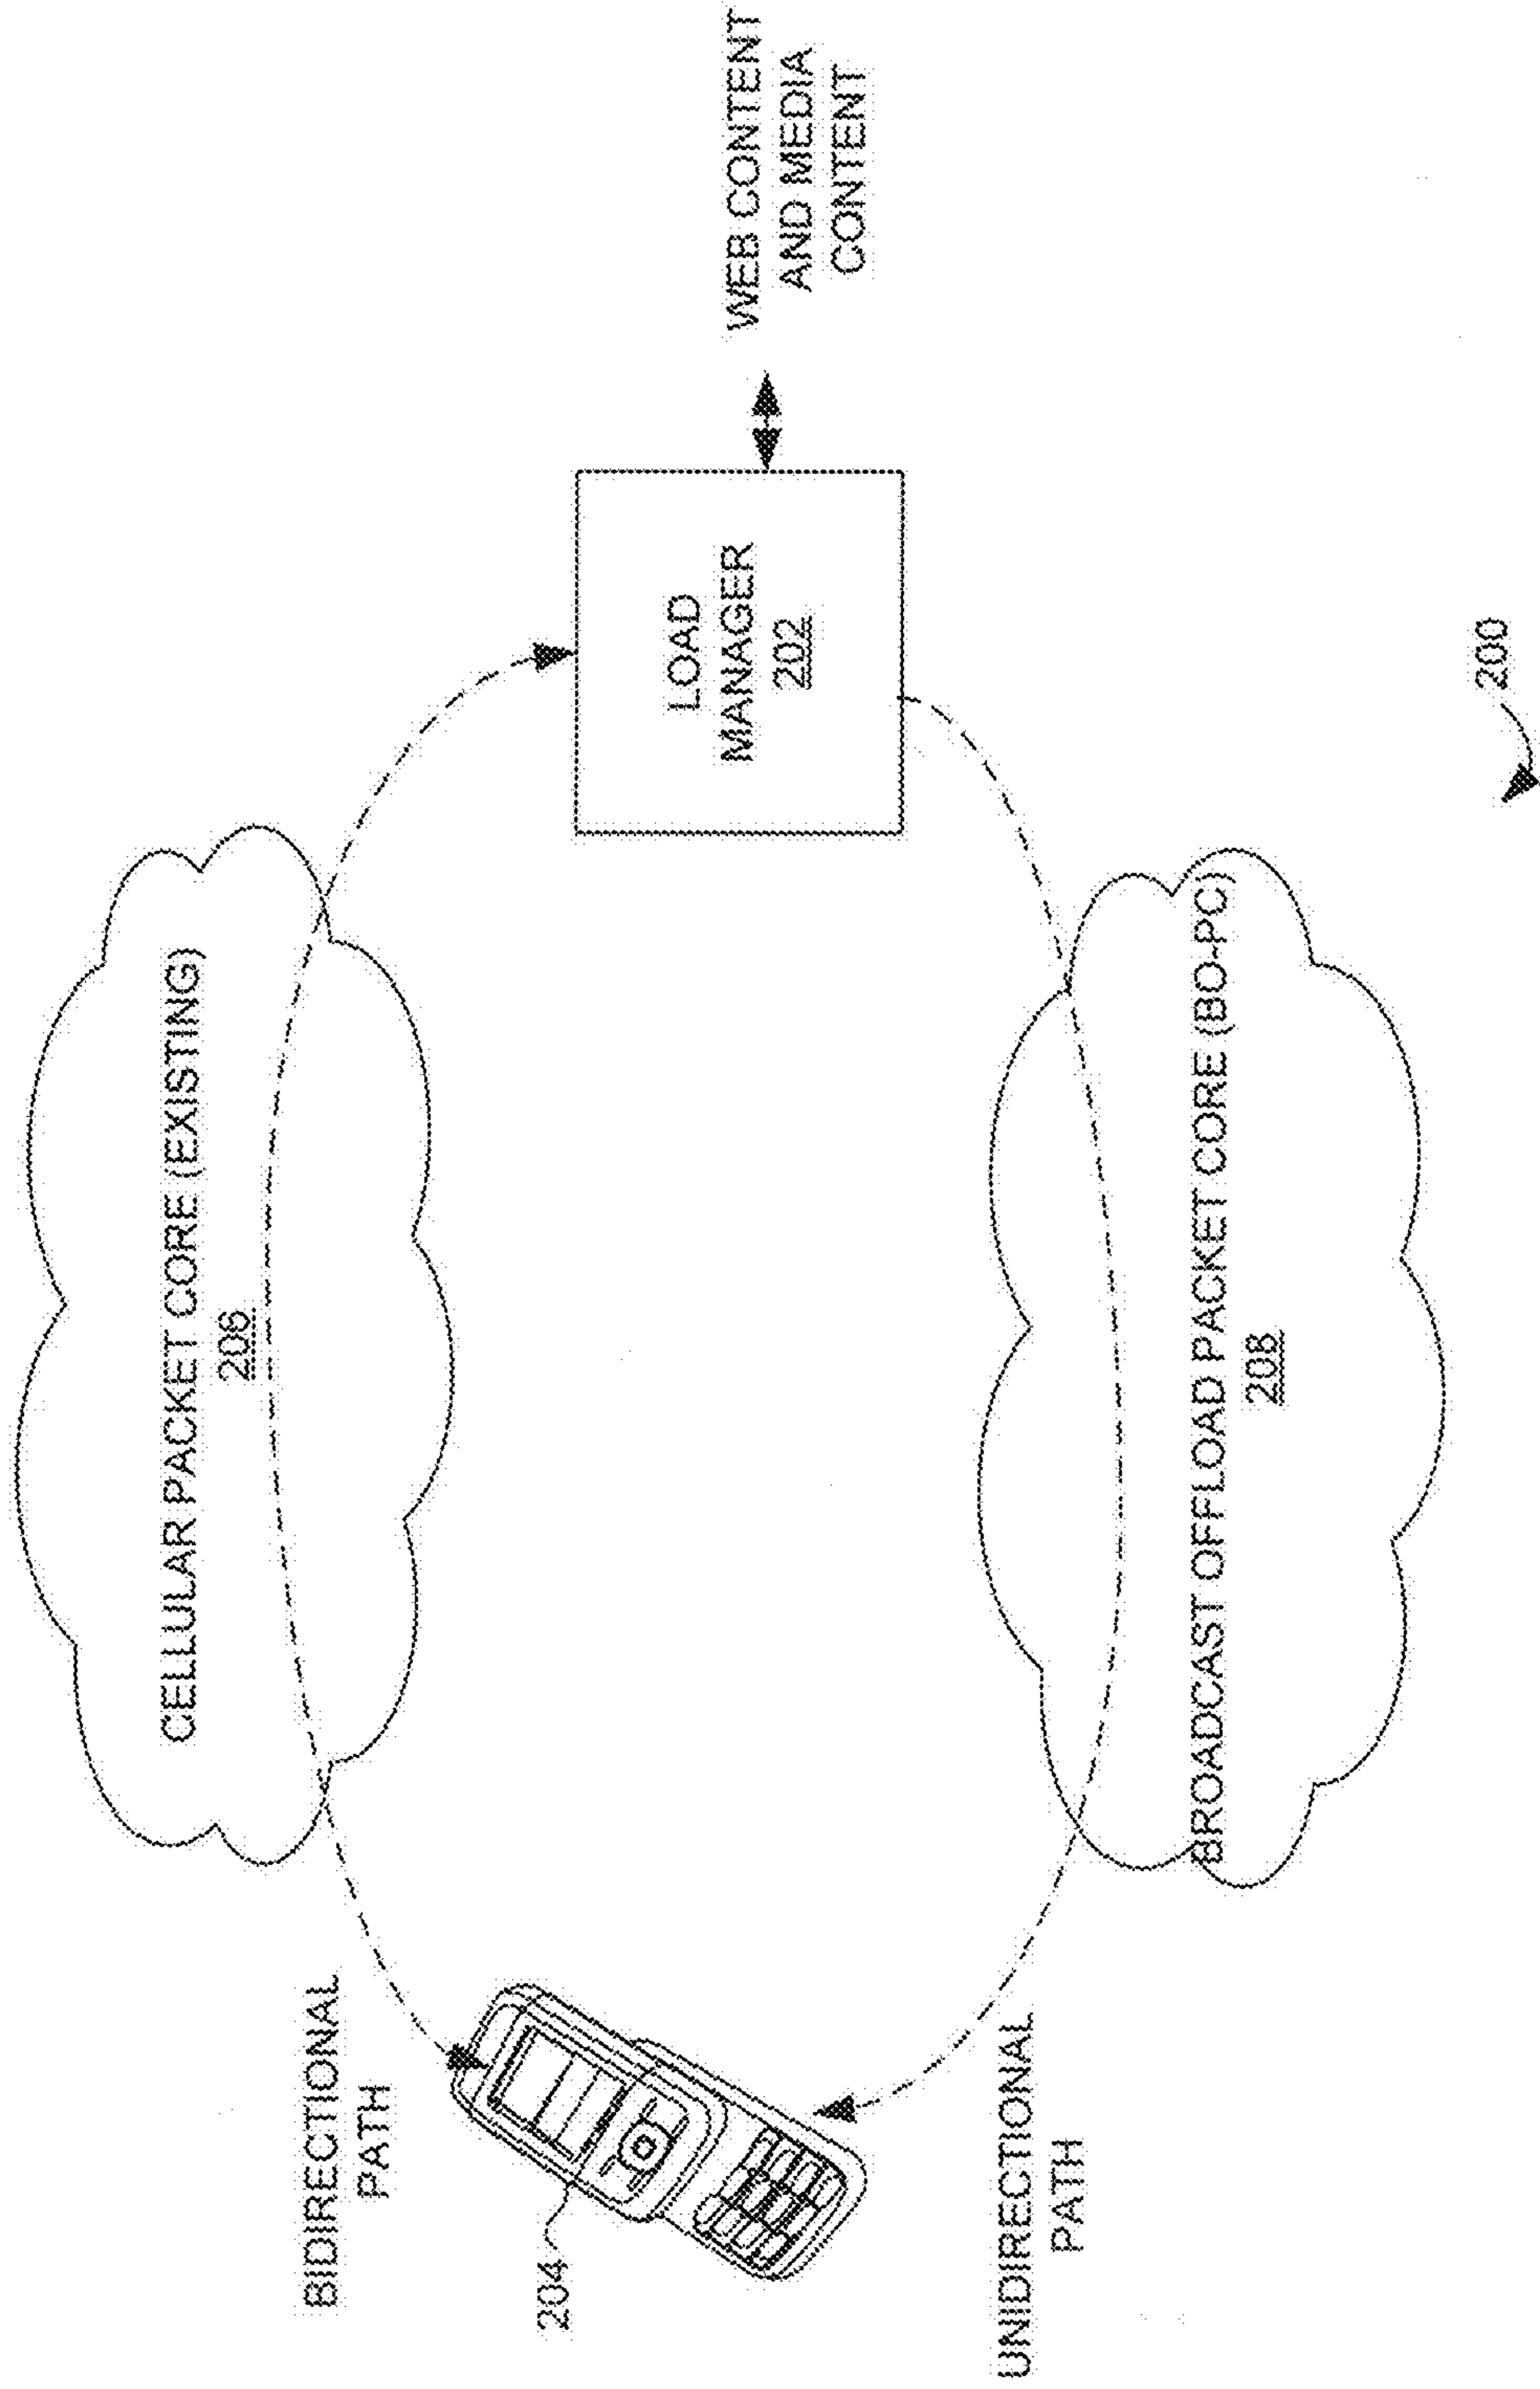 CELLULAR PACKET CORE (EXISTING)
206
BIDIRECTIONAL
PATH
204
LOAD
MANAGER
202
WEB CONTENT
AND MEDIA
CONTENT
UNIDIRECTIONAL
PATH
BROADCAST OFFLOAD PACKET CORE (BO-PC)
208
200